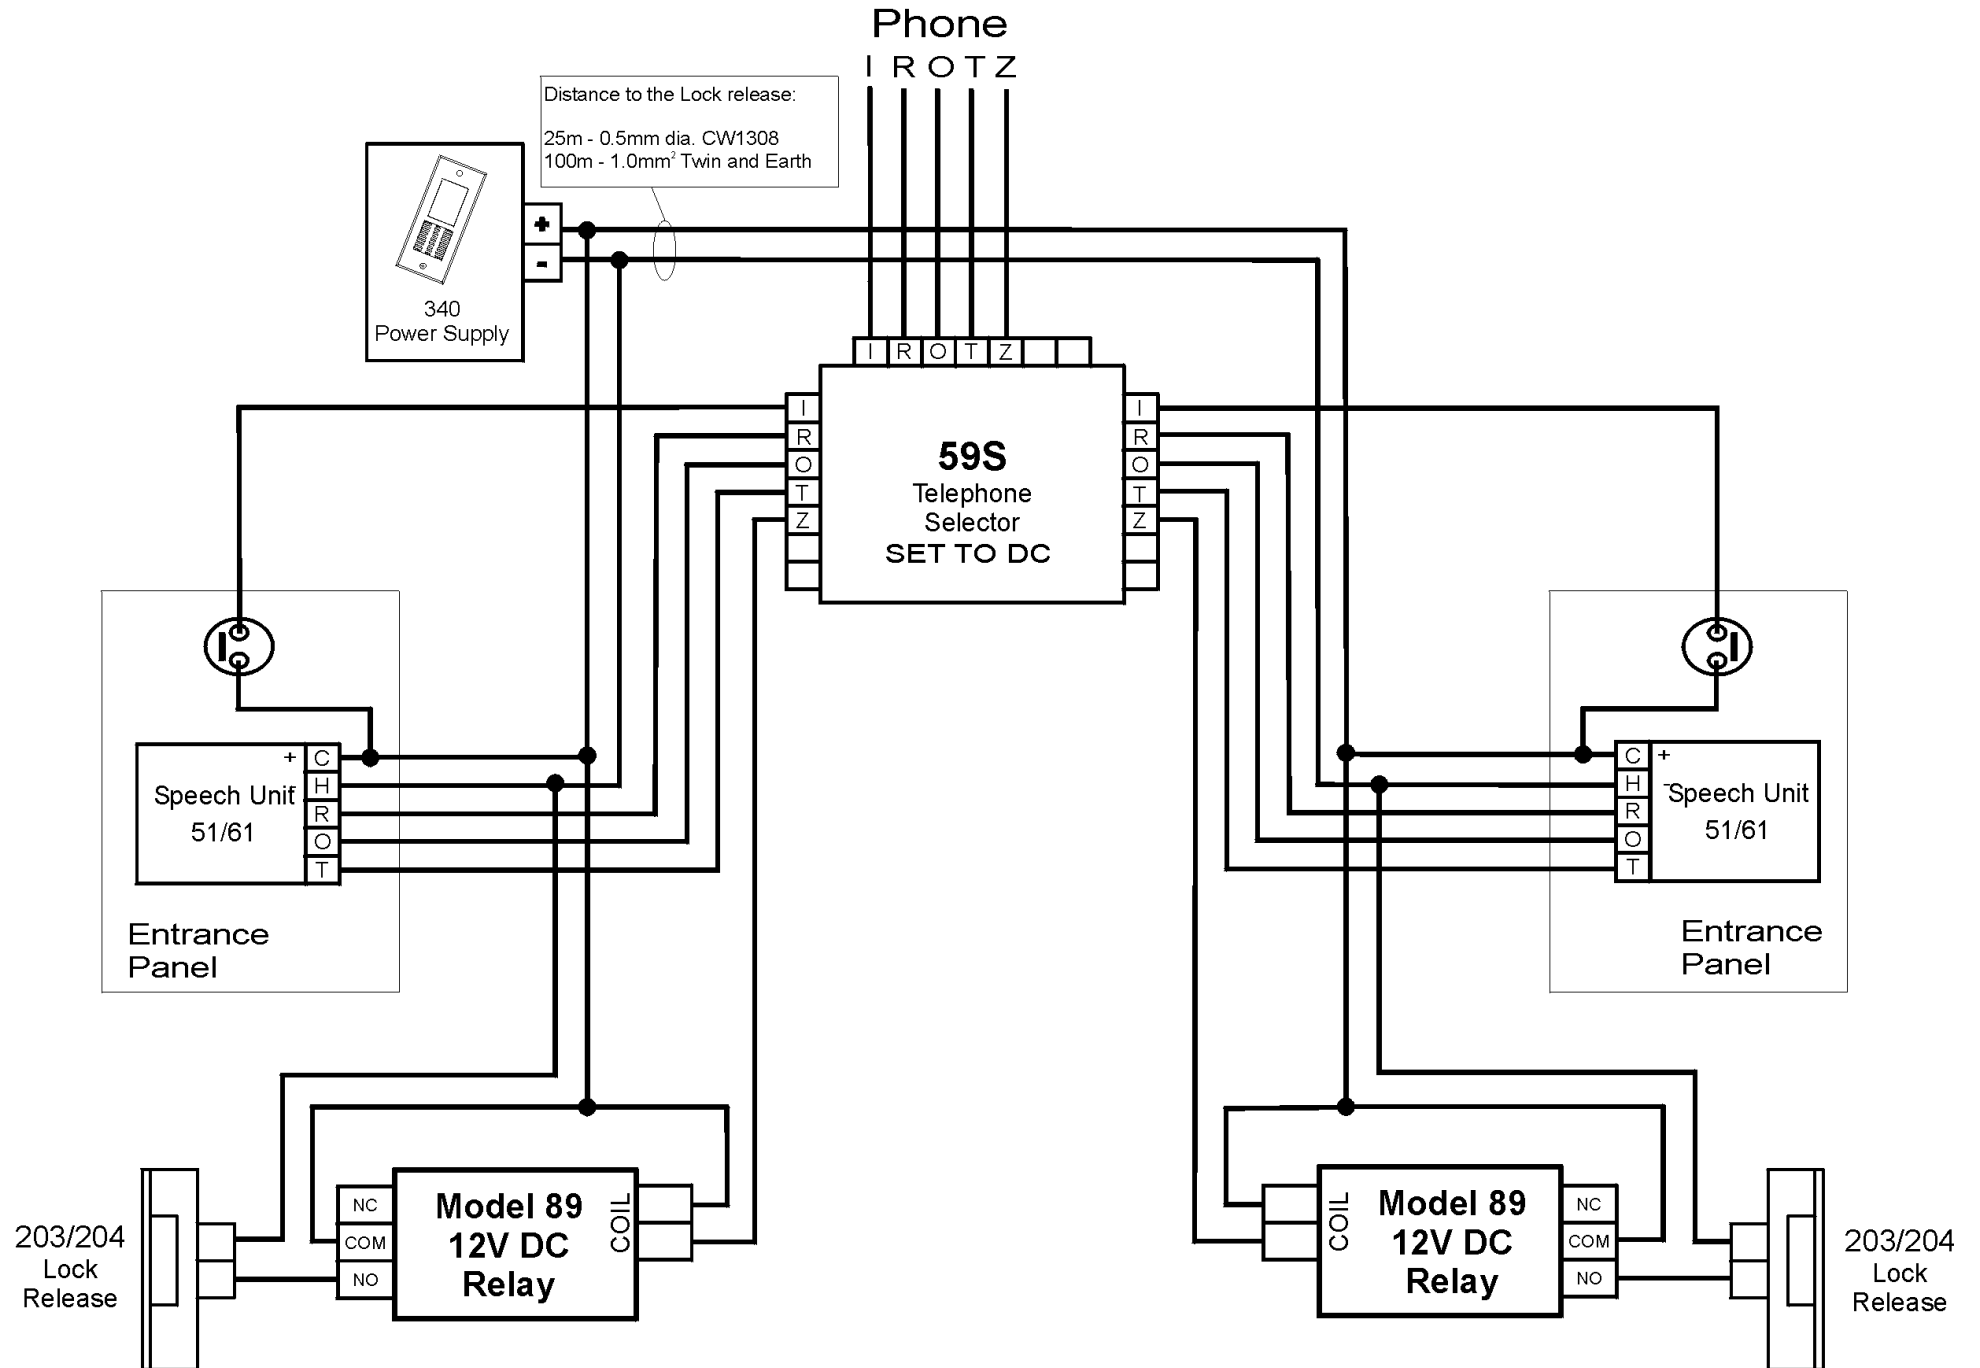 Phone
I R O T Z
Distance to the Lock release:
25m - 0.5mm dia. CW1308
100m - 1.0mm² Twin and Earth
+
-
340
Power Supply
I R O T Z
I
R
O
T
Z
59S
Telephone
Selector
SET TO DC
I
R
O
T
Z
+ C
H
R
O
T
Speech Unit
51/61
Entrance
Panel
C +
H -
R
O
T
Speech Unit
51/61
Entrance
Panel
203/204
Lock
Release
NC
COM
NO
Model 89
12V DC
Relay
COIL
COIL
Model 89
12V DC
Relay
NC
COM
NO
203/204
Lock
Release